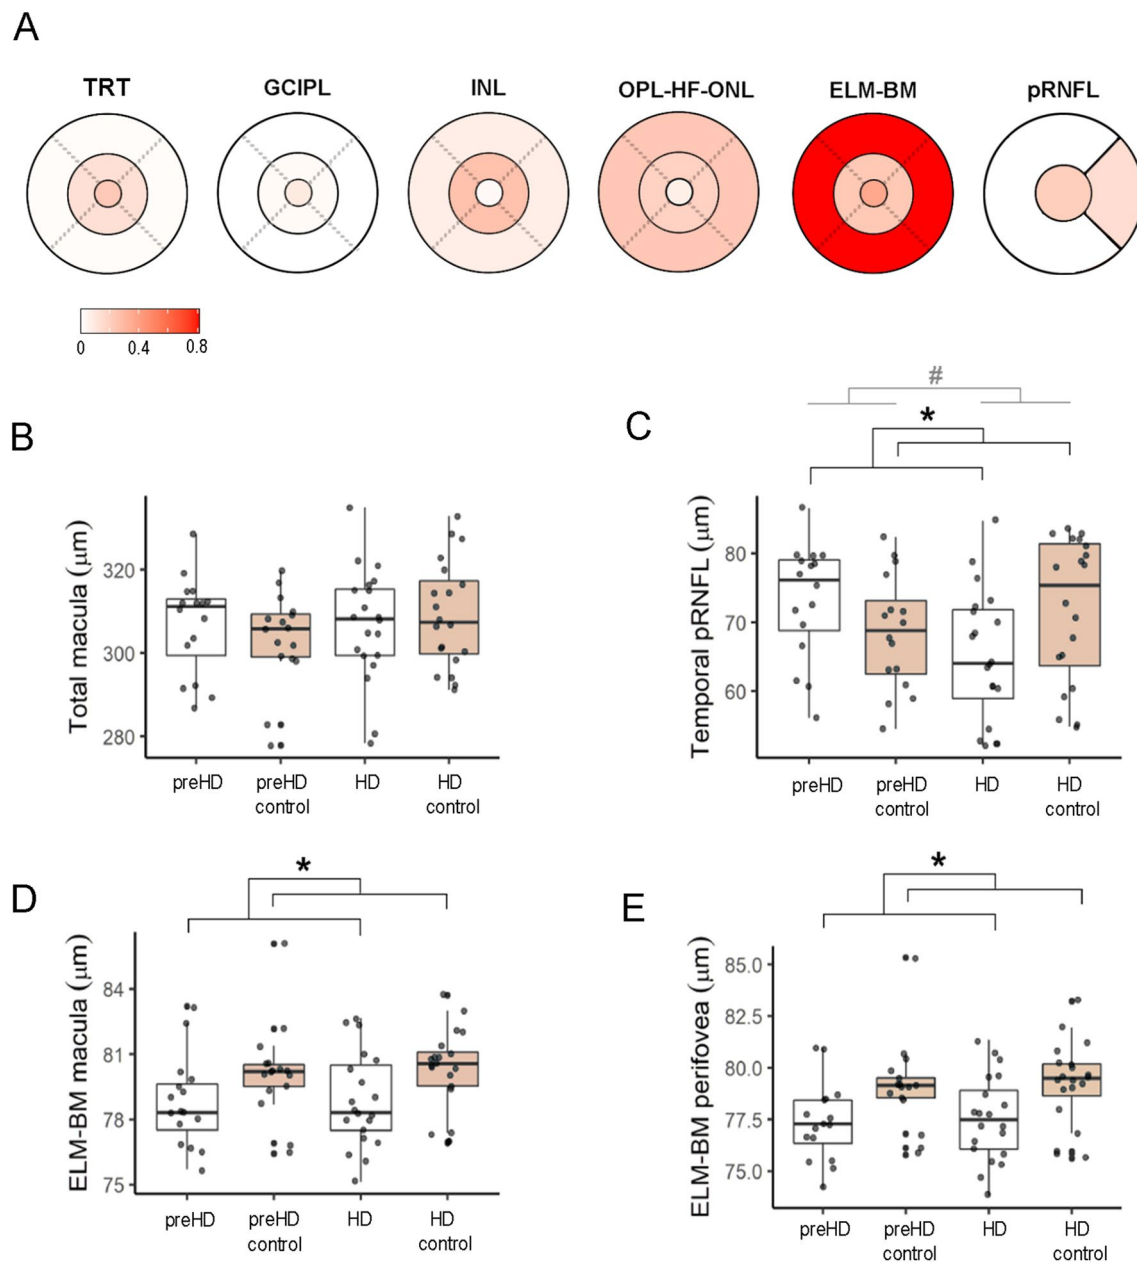 A
TRT GCIPL INL OPL-HF-ONL ELM-BM pRNFL
0 0.4 0.8
B
Total macula (μm)
320
300
280
preHD preHD control HD HD control
C
#
*
Temporal pRNFL (μm)
80
70
60
preHD preHD control HD HD control
D
*
ELM-BM macula (μm)
84
81
78
75
preHD preHD control HD HD control
E
*
ELM-BM perifovea (μm)
85.0
82.5
80.0
77.5
75.0
preHD preHD control HD HD control